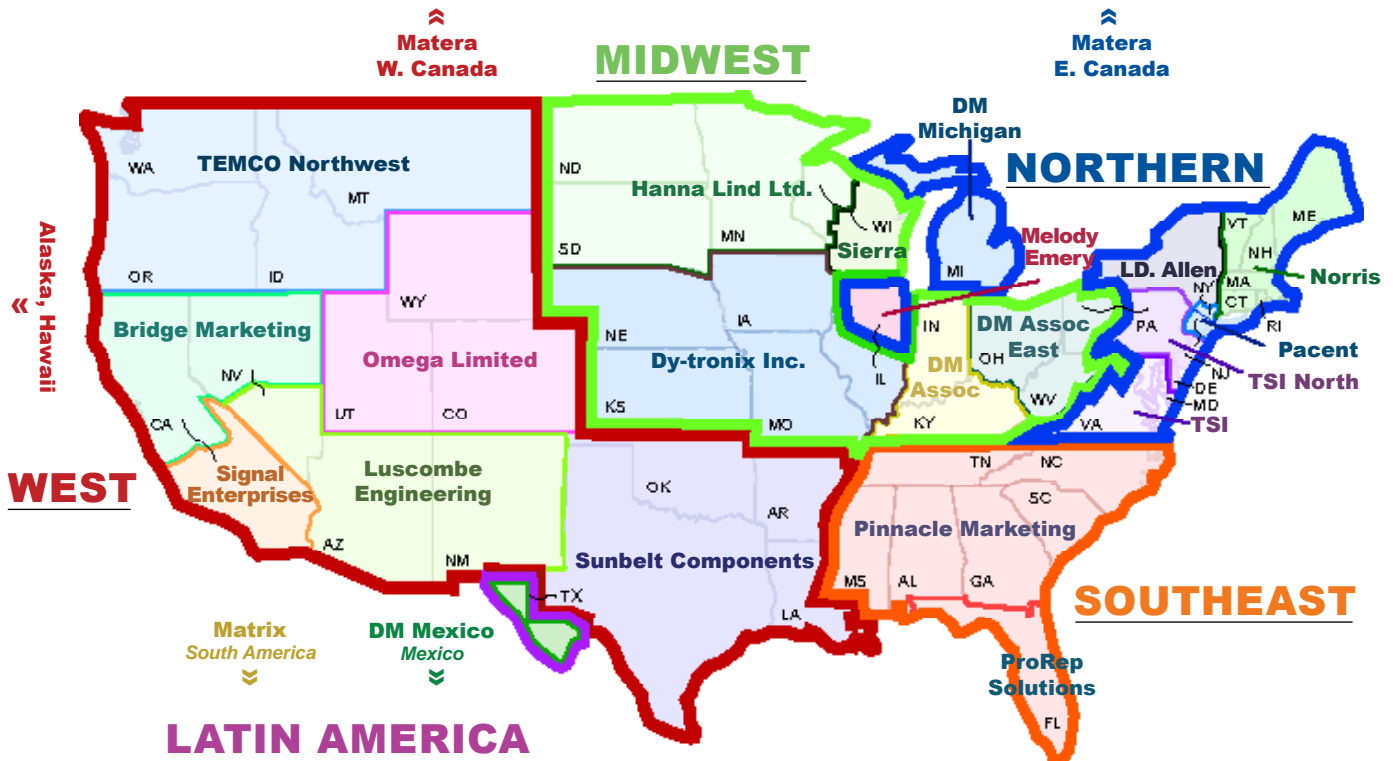 Matera
W. Canada
MIDWEST
Matera
E. Canada
DM
Michigan
NORTHERN
WA
TEMCO Northwest
MT
OR
ID
ND
Hanna Lind Ltd.
SD
MN
WI
Sierra
MI
Melody
Emery
VT
ME
NH
LD. Allen
NY
MA
CT
RI
Norris
Alaska, Hawaii
«
WY
Bridge Marketing
Omega Limited
NV
CA
UT
CO
NE
IA
Dy-tronix Inc.
KS
MO
IL
IN
DM
Assoc
KY
DM Assoc
East
OH
WV
PA
Pacent
NJ
TSI North
DE
MD
TSI
VA
WEST
Signal
Enterprises
Luscombe
Engineering
AZ
NM
OK
AR
Sunbelt Components
TX
LA
TN
NC
SC
Pinnacle Marketing
MS
AL
GA
SOUTHEAST
ProRep
Solutions
FL
Matrix
South America
DM Mexico
Mexico
LATIN AMERICA